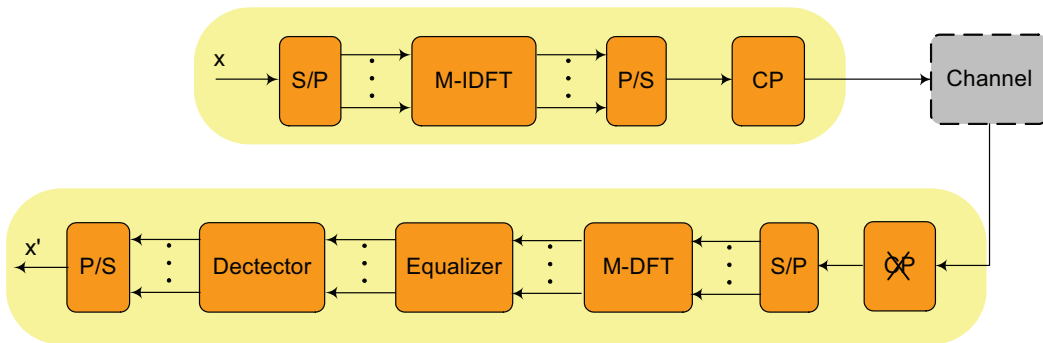 x
S/P
M-IDFT
P/S
CP
Channel
x'
P/S
Dectector
Equalizer
M-DFT
S/P
CP